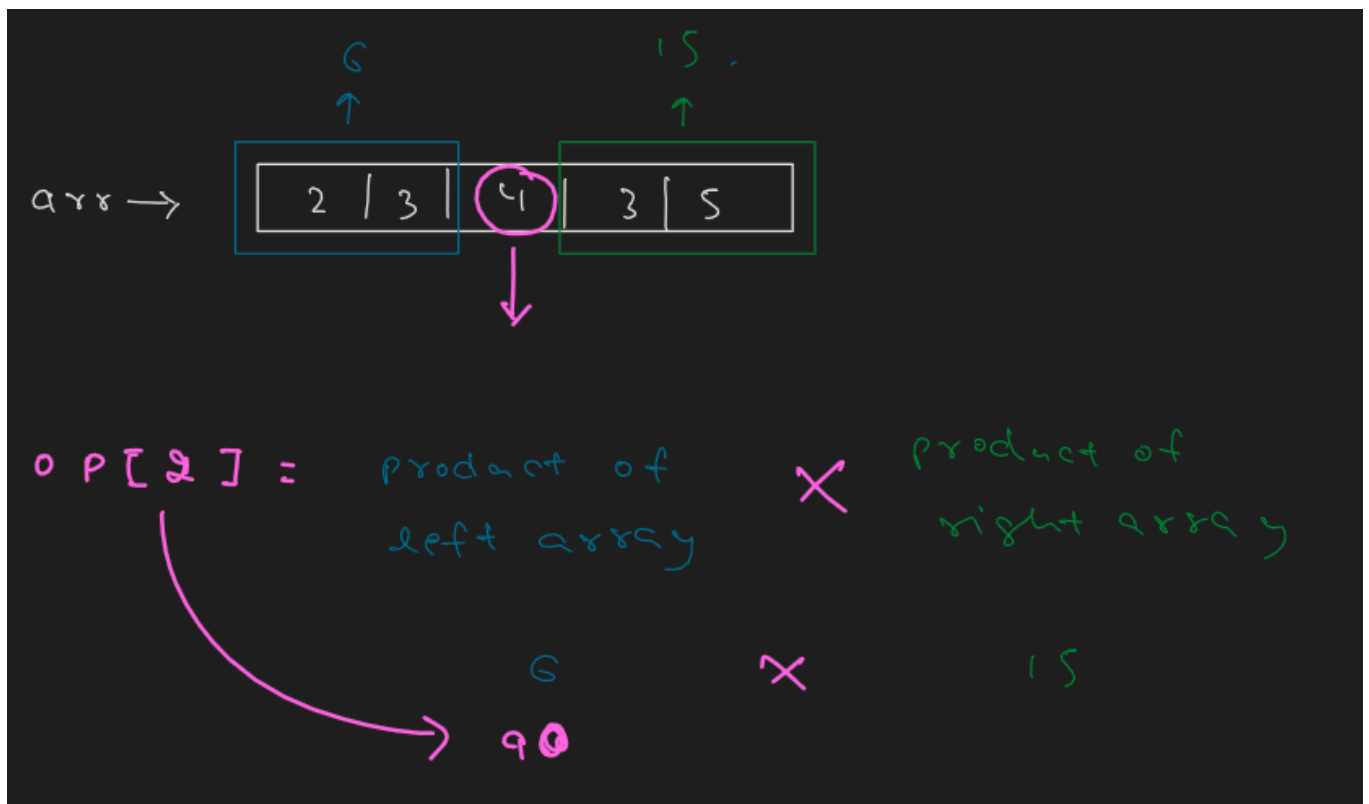 6 15 .
arr → 2 | 3 | 4 | 3 | 5
op[2] = product of left array × product of right array
6 × 15
90